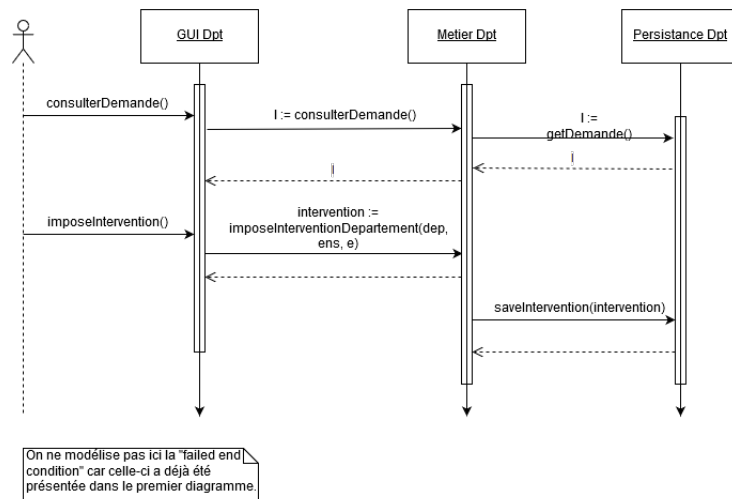 GUI Dpt
Metier Dpt
Persistance Dpt
consulterDemande()
l := consulterDemande()
l :=
getDemande()
l
l
imposeIntervention()
intervention :=
imposeInterventionDepartement(dep,
ens, e)
saveIntervention(intervention)
On ne modélise pas ici la "failed end
condition" car celle-ci a déjà été
présentée dans le premier diagramme.